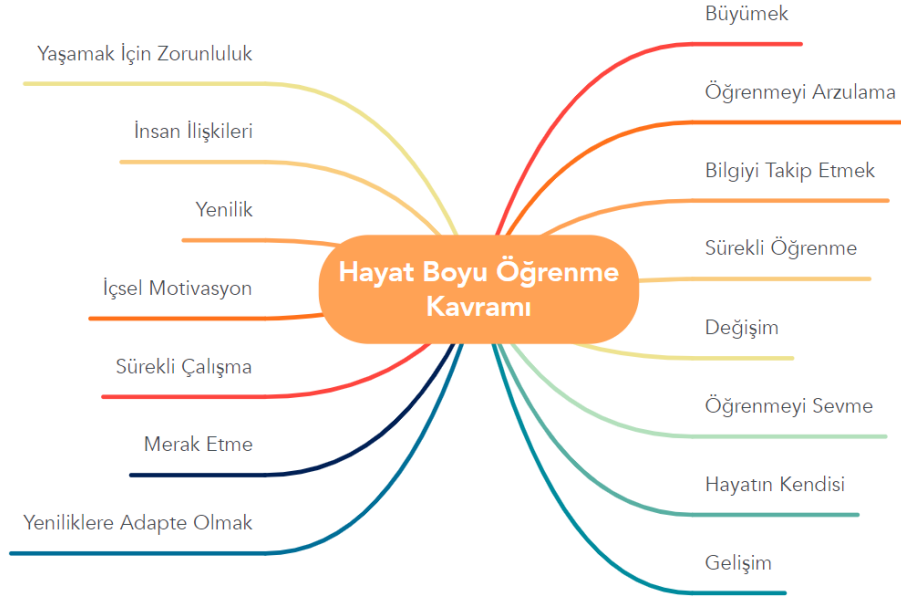 Hayat Boyu Öğrenme
Kavramı
Büyümek
Öğrenmeyi Arzulama
Bilgiyi Takip Etmek
Sürekli Öğrenme
Değişim
Öğrenmeyi Sevme
Hayatın Kendisi
Gelişim
Yaşamak İçin Zorunluluk
İnsan İlişkileri
Yenilik
İçsel Motivasyon
Sürekli Çalışma
Merak Etme
Yeniliklere Adapte Olmak